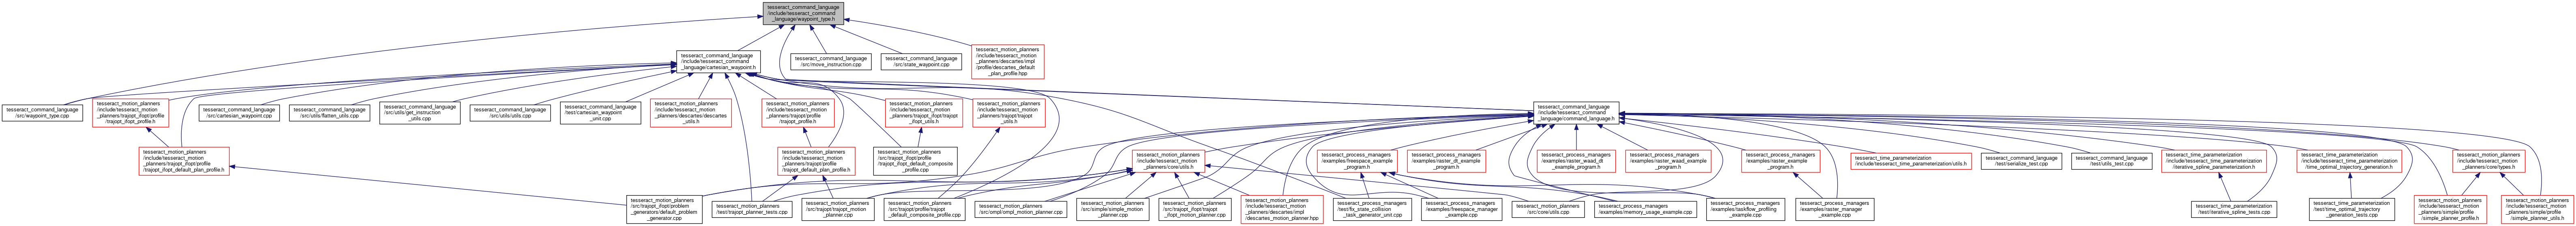 tesseract_command_language
/include/tesseract_command
_language/waypoint_type.h
tesseract_command_language
/include/tesseract_command
_language/cartesian_waypoint.h
tesseract_command_language
/src/move_instruction.cpp
tesseract_command_language
/src/state_waypoint.cpp
tesseract_motion_planners
/include/tesseract_motion
_planners/descartes/impl
/profile/descartes_default
_plan_profile.hpp
tesseract_command_language
/src/waypoint_type.cpp
tesseract_motion_planners
/include/tesseract_motion
_planners/trajopt_ifopt/profile
/trajopt_ifopt_profile.h
tesseract_command_language
/src/cartesian_waypoint.cpp
tesseract_command_language
/src/utils/flatten_utils.cpp
tesseract_command_language
/src/utils/get_instruction
_utils.cpp
tesseract_command_language
/src/utils/utils.cpp
tesseract_command_language
/test/cartesian_waypoint
_unit.cpp
tesseract_motion_planners
/include/tesseract_motion
_planners/descartes/descartes
_utils.h
tesseract_motion_planners
/include/tesseract_motion
_planners/trajopt/profile
/trajopt_profile.h
tesseract_motion_planners
/include/tesseract_motion
_planners/trajopt_ifopt/trajopt
_ifopt_utils.h
tesseract_motion_planners
/include/tesseract_motion
_planners/trajopt/trajopt
_utils.h
tesseract_command_language
/include/tesseract_command
_language/command_language.h
tesseract_motion_planners
/include/tesseract_motion
_planners/trajopt_ifopt/profile
/trajopt_ifopt_default_plan_profile.h
tesseract_motion_planners
/include/tesseract_motion
_planners/trajopt/profile
/trajopt_default_plan_profile.h
tesseract_motion_planners
/src/trajopt_ifopt/profile
/trajopt_ifopt_default_composite
_profile.cpp
tesseract_motion_planners
/include/tesseract_motion
_planners/core/utils.h
tesseract_process_managers
/examples/freespace_example
_program.h
tesseract_process_managers
/examples/raster_dt_example
_program.h
tesseract_process_managers
/examples/raster_waad_dt
_example_program.h
tesseract_process_managers
/examples/raster_waad_example
_program.h
tesseract_process_managers
/examples/raster_example
_program.h
tesseract_time_parameterization
/include/tesseract_time_parameterization/utils.h
tesseract_command_language
/test/serialize_test.cpp
tesseract_command_language
/test/utils_test.cpp
tesseract_time_parameterization
/include/tesseract_time_parameterization
/iterative_spline_parameterization.h
tesseract_time_parameterization
/include/tesseract_time_parameterization
/time_optimal_trajectory_generation.h
tesseract_motion_planners
/include/tesseract_motion
_planners/core/types.h
tesseract_motion_planners
/src/trajopt_ifopt/problem
_generators/default_problem
_generator.cpp
tesseract_motion_planners
/test/trajopt_planner_tests.cpp
tesseract_motion_planners
/src/trajopt/trajopt_motion
_planner.cpp
tesseract_motion_planners
/src/trajopt/profile/trajopt
_default_composite_profile.cpp
tesseract_motion_planners
/src/ompl/ompl_motion_planner.cpp
tesseract_motion_planners
/src/simple/simple_motion
_planner.cpp
tesseract_motion_planners
/src/trajopt_ifopt/trajopt
_ifopt_motion_planner.cpp
tesseract_motion_planners
/include/tesseract_motion
_planners/descartes/impl
/descartes_motion_planner.hpp
tesseract_process_managers
/test/fix_state_collision
_task_generator_unit.cpp
tesseract_process_managers
/examples/freespace_manager
_example.cpp
tesseract_motion_planners
/src/core/utils.cpp
tesseract_process_managers
/examples/memory_usage_example.cpp
tesseract_process_managers
/examples/taskflow_profiling
_example.cpp
tesseract_process_managers
/examples/raster_manager
_example.cpp
tesseract_time_parameterization
/test/iterative_spline_tests.cpp
tesseract_time_parameterization
/test/time_optimal_trajectory
_generation_tests.cpp
tesseract_motion_planners
/include/tesseract_motion
_planners/simple/profile
/simple_planner_profile.h
tesseract_motion_planners
/include/tesseract_motion
_planners/simple/profile
/simple_planner_utils.h